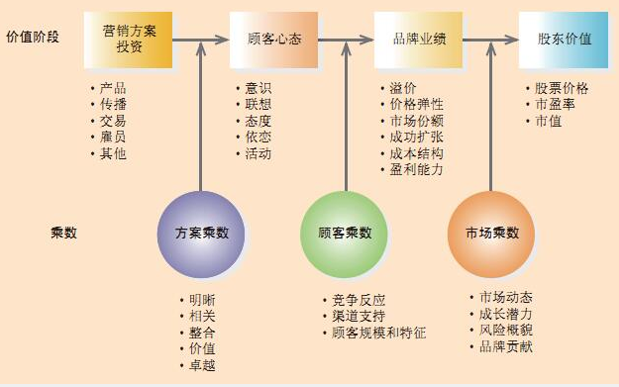 价值阶段
营销方案
投资
顾客心态
品牌业绩
股东价值
• 产品
• 传播
• 交易
• 雇员
• 其他
• 意识
• 联想
• 态度
• 依恋
• 活动
• 溢价
• 价格弹性
• 市场份额
• 成功扩张
• 成本结构
• 盈利能力
• 股票价格
• 市盈率
• 市值
乘数
方案乘数
顾客乘数
市场乘数
• 明晰
• 相关
• 整合
• 价值
• 卓越
• 竞争反应
• 渠道支持
• 顾客规模和特征
• 市场动态
• 成长潜力
• 风险概貌
• 品牌贡献